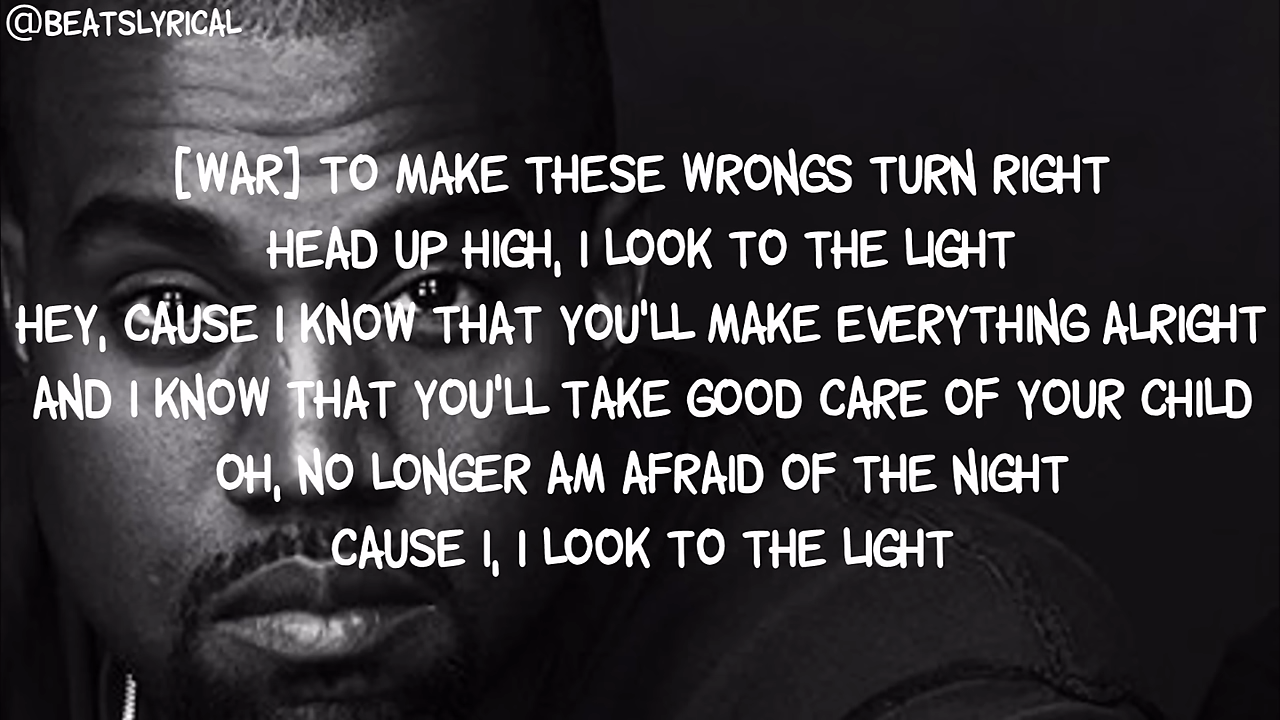 @BEATSLYRICAL
[WAR] TO MAKE THESE WRONGS TURN RIGHT
HEAD UP HIGH, I LOOK TO THE LIGHT
HEY, CAUSE I KNOW THAT YOU'LL MAKE EVERYTHING ALRIGHT
AND I KNOW THAT YOU'LL TAKE GOOD CARE OF YOUR CHILD
OH, NO LONGER AM AFRAID OF THE NIGHT
CAUSE I, I LOOK TO THE LIGHT